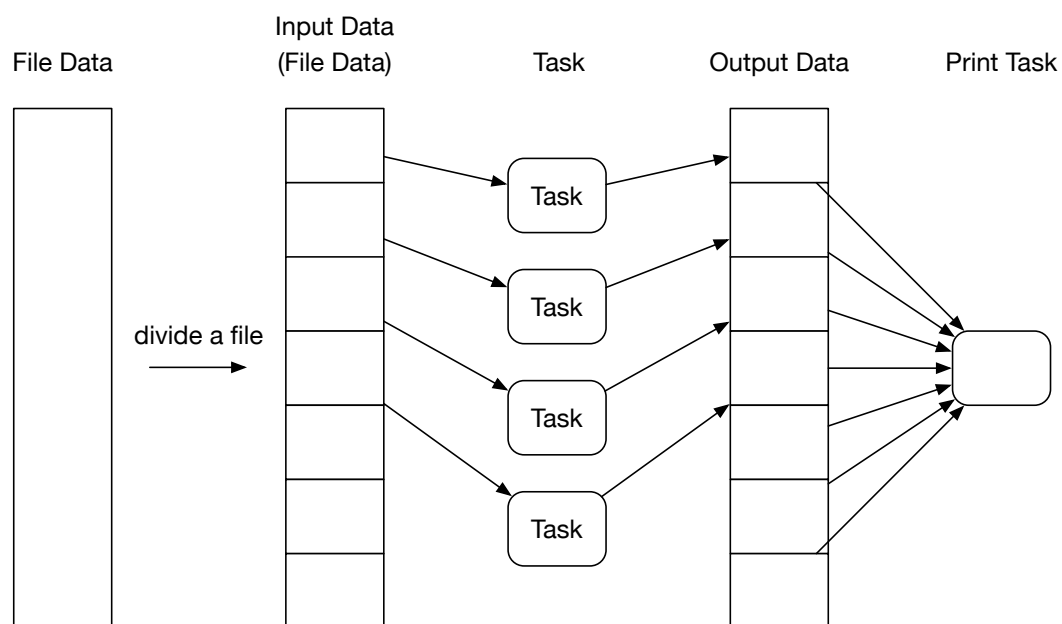 File Data
Input Data
(File Data)
Task
Output Data
Print Task
divide a file
Task
Task
Task
Task